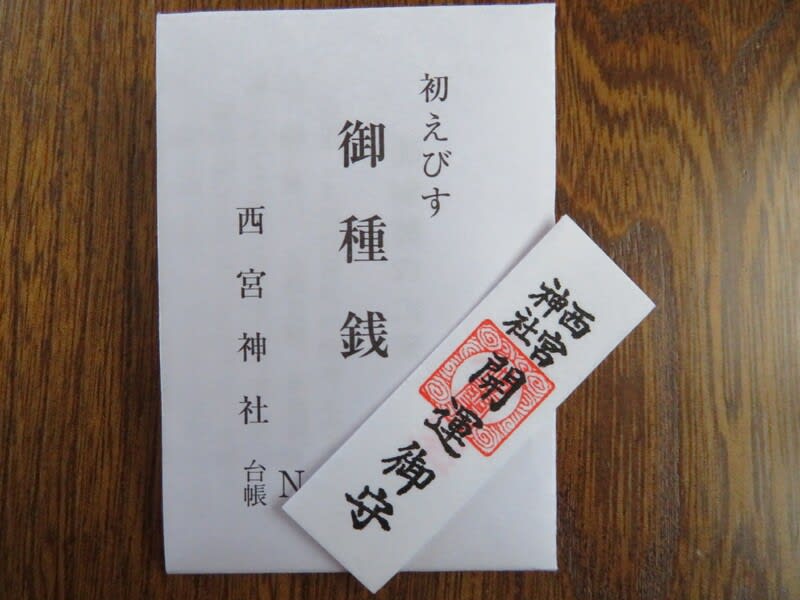 初えびす
御種銭
西宮神社
台帳 N
西宮
神社
開運御守